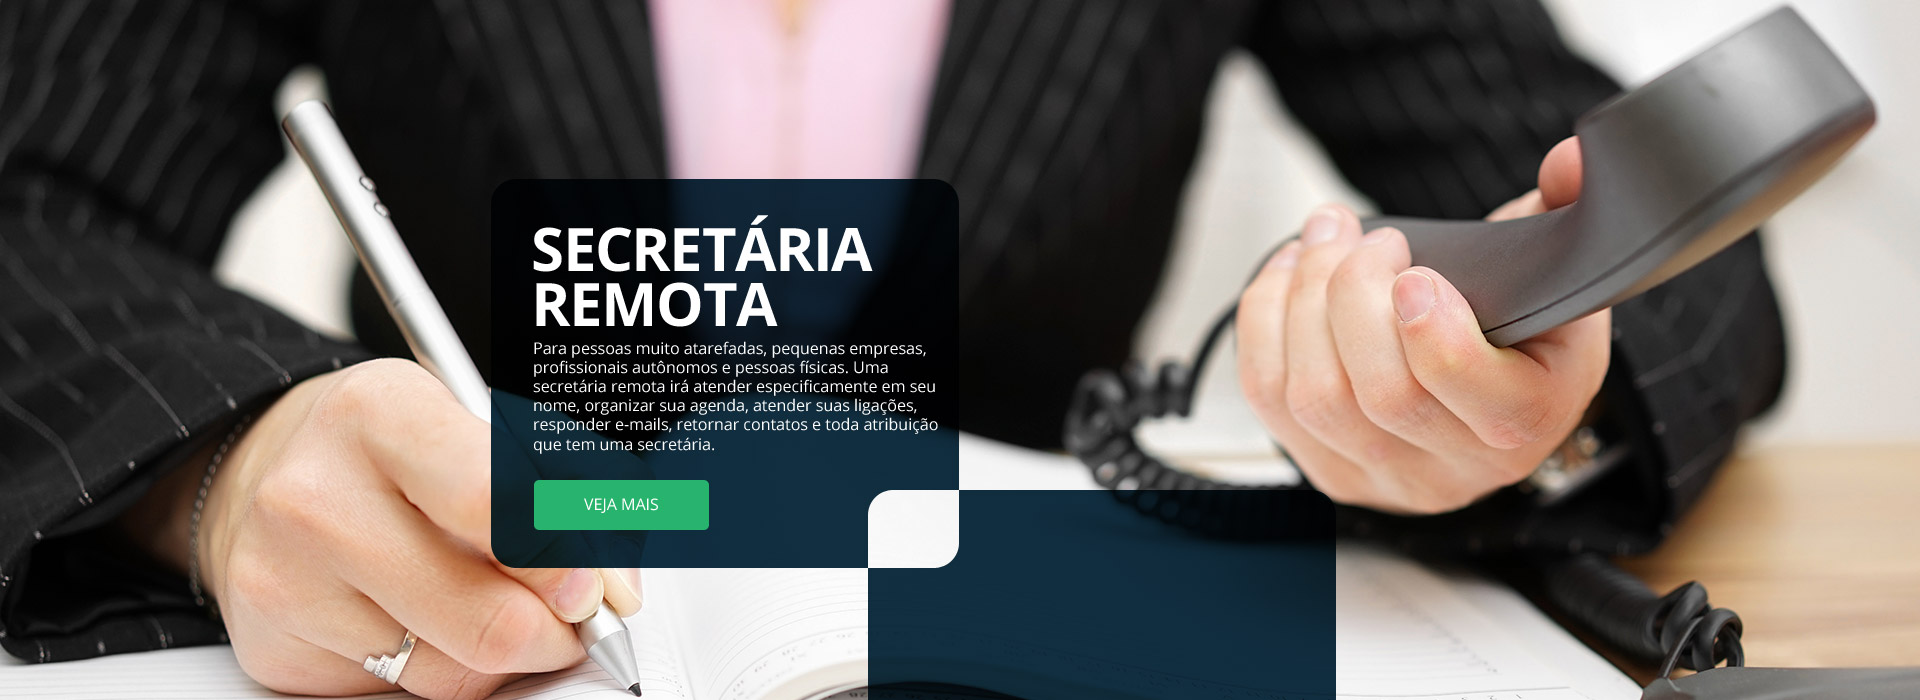 SECRETÁRIA
REMOTA
Para pessoas muito atarefadas, pequenas empresas,
profissionais autônomos e pessoas físicas. Uma
secretária remota irá atender especificamente em seu
nome, organizar sua agenda, atender suas ligações,
responder e-mails, retornar contatos e toda atribuição
que tem uma secretária.
VEJA MAIS